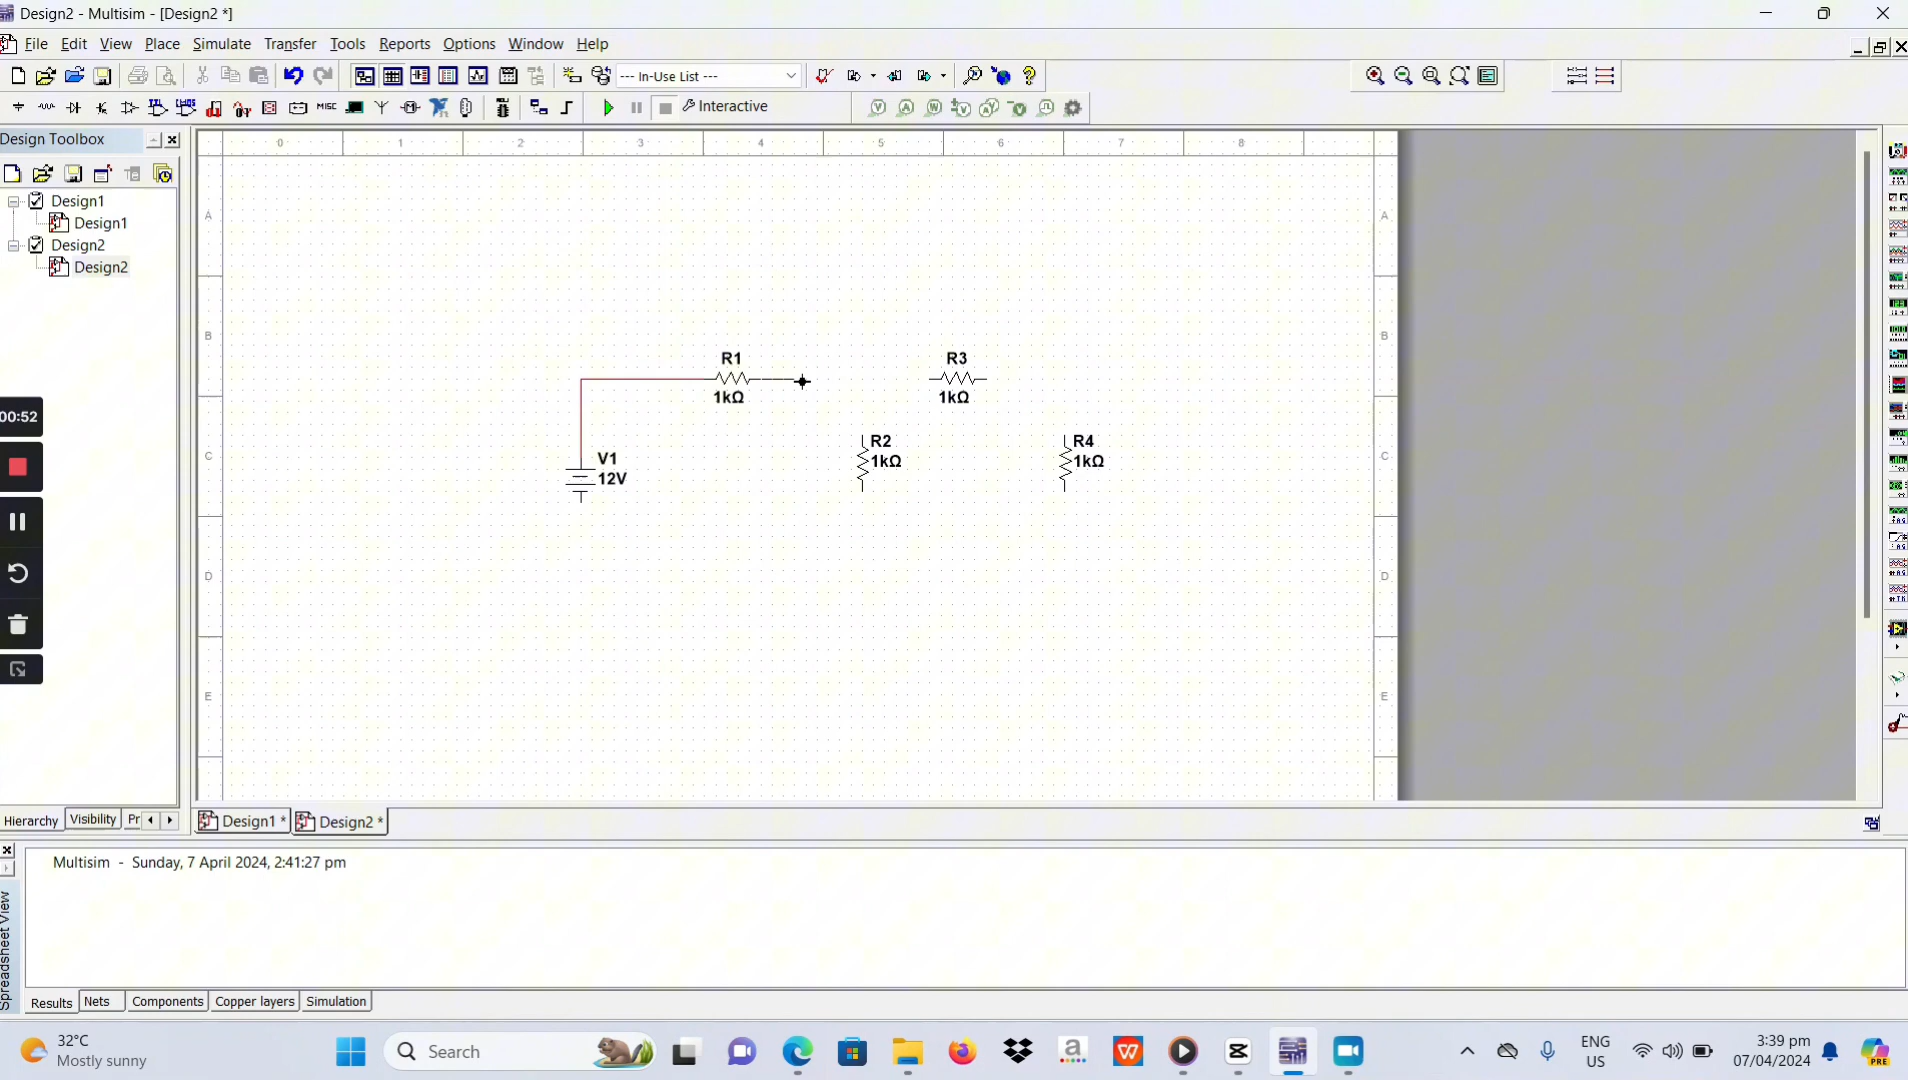 Design2 - Multisim - [Design2 *]
File Edit View Place Simulate Transfer Tools Reports Options Window Help
--- In-Use List ---
MISC
Interactive
Design Toolbox
Design1
Design1
Design2
Design2
0 1 2 3 4 5 6 7 8
A A
B B
C C
D D
E E
R1
1kΩ
R3
1kΩ
R2
1kΩ
R4
1kΩ
V1
12V
00:52
Hierarchy Visibility Pr
Design1 * Design2 *
Multisim - Sunday, 7 April 2024, 2:41:27 pm
Spreadsheet View
Results Nets Components Copper layers Simulation
32°C
Mostly sunny
Search
ENG
US
3:39 pm
07/04/2024
PRE